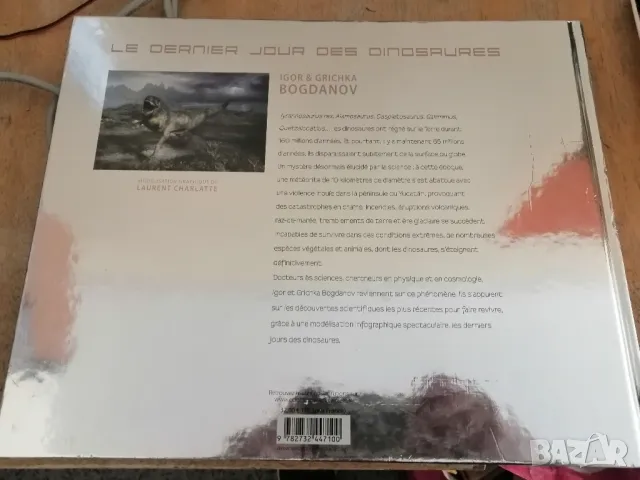 LE DERNIER JOUR DES DINOSAURES
IGOR & GRICHKA
BOGDANOV
LAURENT CHARLATTE
Tyrannosaurus rex,
les dinosaures ont régné sur la Terre durant
millions d'années. Et pourtant, il y a maintenant 65 millions
d'années, ils disparaissaient subitement de la surface du globe.
Un mystère désormais élucidé par la science : à cette époque,
une météorite de 10 kilomètres de diamètre s'est abattue avec
une violence inouïe dans la péninsule du Yucatán, provoquant
des catastrophes en chaîne. Incendies, éruptions volcaniques,
raz-de-marée, tremblements de terre et ère glaciaire se succèdent.
Incapables de survivre dans ces conditions extrêmes, de nombreuses
espèces végétales et animales, dont les dinosaures, s'éteignent
définitivement.
Docteurs ès sciences, chercheurs en physique et en cosmologie,
Igor et Grichka Bogdanov reviennent sur ce phénomène. Ils s'appuient
sur les découvertes scientifiques les plus récentes pour faire revivre,
grâce à une modélisation infographique spectaculaire, les derniers
jours des dinosaures.
9 782732 447100
BAZAR